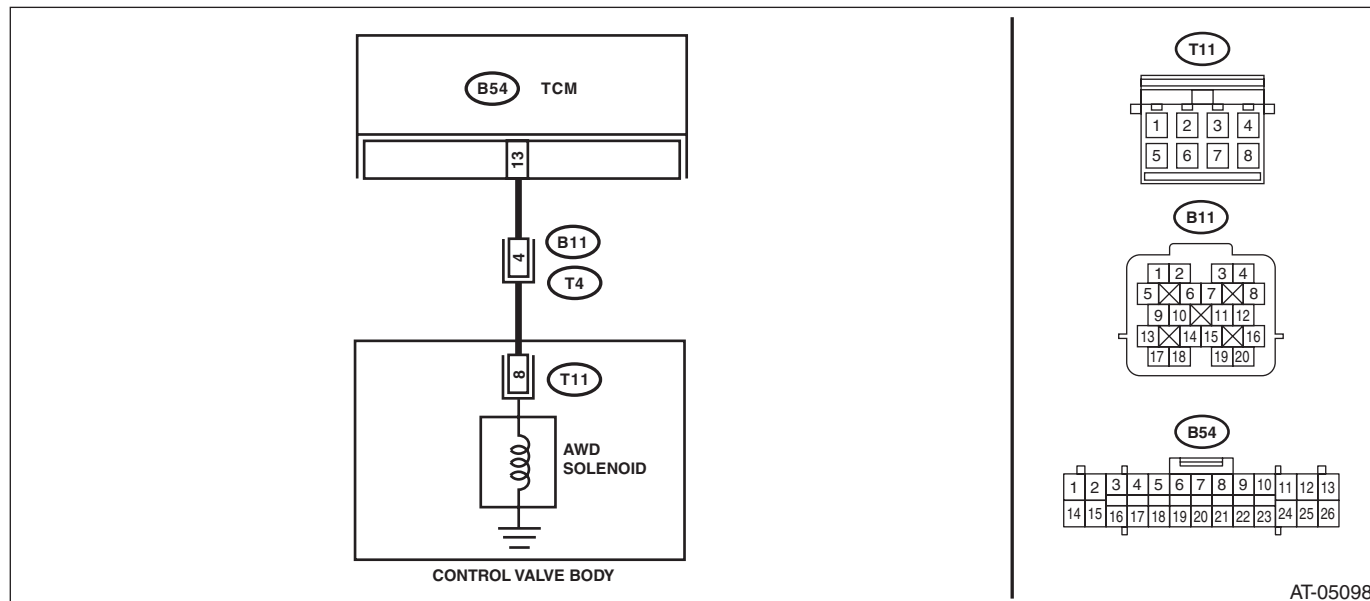 B54 TCM
13
4
B11
T4
8
T11
AWD
SOLENOID
CONTROL VALVE BODY
T11
1 2 3 4
5 6 7 8
B11
1 2 3 4
5 6 7 8
9 10 11 12
13 14 15 16
17 18 19 20
B54
1 2 3 4 5 6 7 8 9 10 11 12 13
14 15 16 17 18 19 20 21 22 23 24 25 26
AT-05098